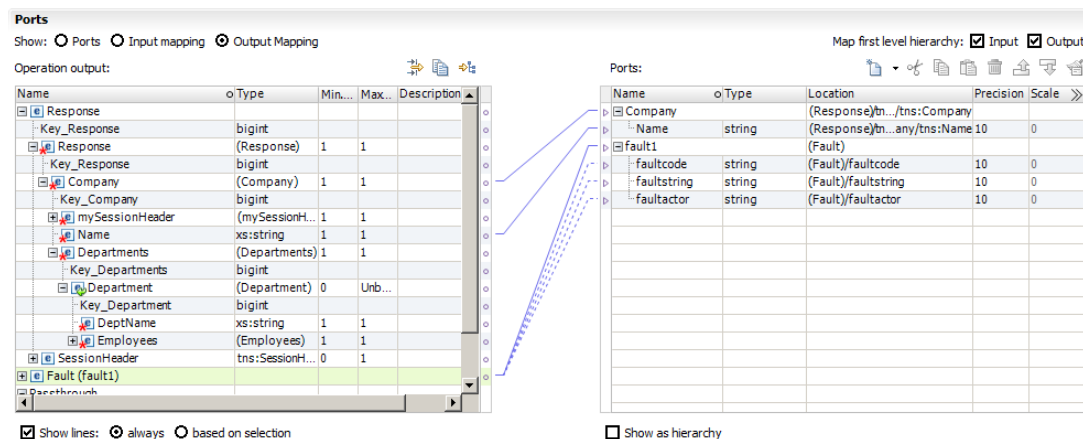 Ports
Show: Ports Input mapping Output Mapping
Map first level hierarchy: Input Output
Operation output:
Ports:
Name Type Min... Max... Description
Response
Key_Response bigint
Response (Response) 1 1
Key_Response bigint
Company (Company) 1 1
Key_Company bigint
mySessionHeader (mySessionH... 1 1
Name xs:string 1 1
Departments (Departments) 1 1
Key_Departments bigint
Department (Department) 0 Unb...
Key_Department bigint
DeptName xs:string 1 1
Employees (Employees) 1 1
SessionHeader tns:SessionH... 0 1
Fault (fault1)
Passthrough
Name Type Location Precision Scale
Company (Response)/tn.../tns:Company
Name string (Response)/tn...any/tns:Name 10 0
fault1 (Fault)
faultcode string (Fault)/faultcode 10 0
faultstring string (Fault)/faultstring 10 0
faultactor string (Fault)/faultactor 10 0
Show lines: always based on selection
Show as hierarchy